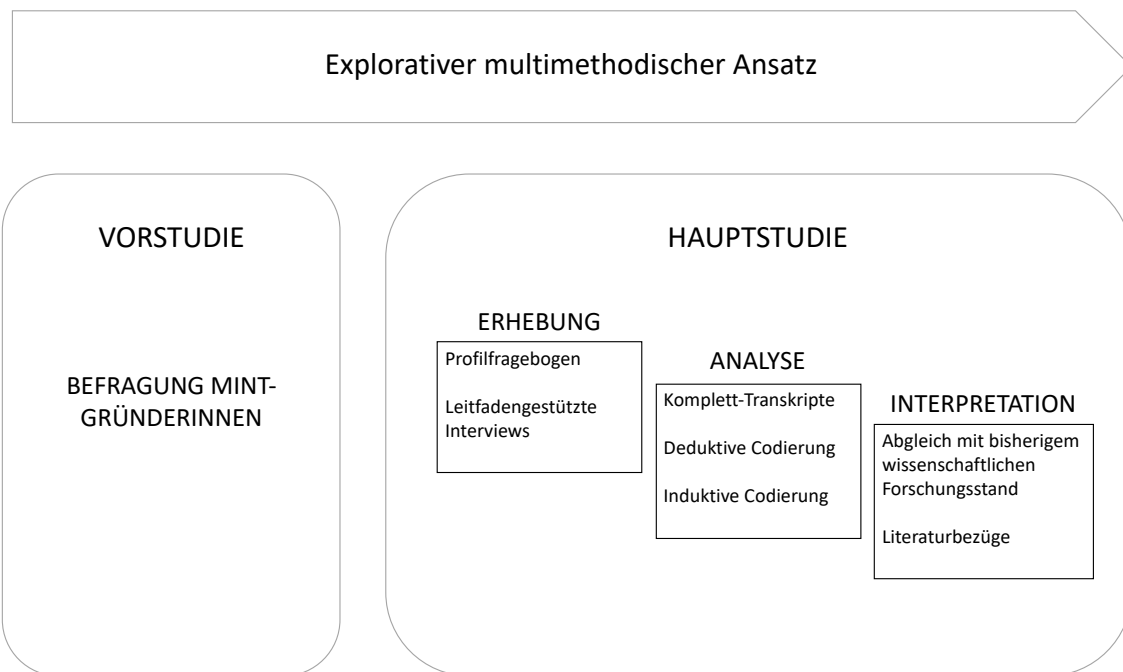 Explorativer multimethodischer Ansatz
VORSTUDIE
BEFRAGUNG MINT-
GRÜNDERINNEN
HAUPTSTUDIE
ERHEBUNG
Profilfragebogen
Leitfadengestützte
Interviews
ANALYSE
Komplett-Transkripte
Deduktive Codierung
Induktive Codierung
INTERPRETATION
Abgleich mit bisherigem
wissenschaftlichen
Forschungsstand
Literaturbezüge